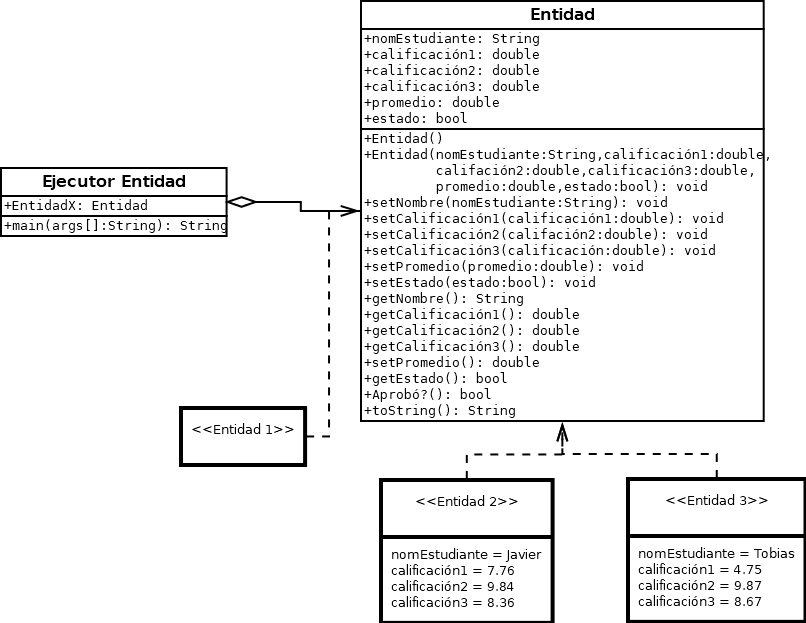 Entidad
+nomEstudiante: String
+calificación1: double
+calificación2: double
+calificación3: double
+promedio: double
+estado: bool
+Entidad()
+Entidad(nomEstudiante:String,calificación1:double,
califación2:double,calificación3:double,
promedio:double,estado:bool): void
+setNombre(nomEstudiante:String): void
+setCalificación1(calificación1:double): void
+setCalificación2(califación2:double): void
+setCalificación3(calificación:double): void
+setPromedio(promedio:double): void
+setEstado(estado:bool): void
+getNombre(): String
+getCalificación1(): double
+getCalificación2(): double
+getCalificación3(): double
+setPromedio(): double
+getEstado(): bool
+Aprobó?(): bool
+toString(): String
Ejecutor Entidad
+EntidadX: Entidad
+main(args[]:String): String
<<Entidad 1>>
<<Entidad 2>>
nomEstudiante = Javier
calificación1 = 7.76
calificación2 = 9.84
calificación3 = 8.36
<<Entidad 3>>
nomEstudiante = Tobias
calificación1 = 4.75
calificación2 = 9.87
calificación3 = 8.67